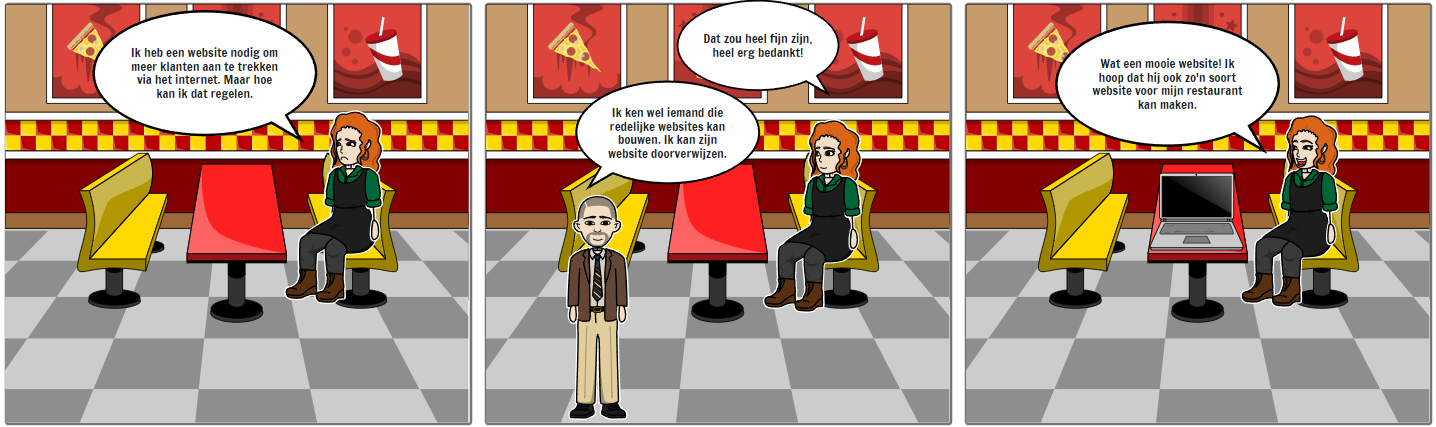 Ik heb een website nodig om
meer klanten aan te trekken
via het internet. Maar hoe
kan ik dat regelen.
Dat zou heel fijn zijn,
heel erg bedankt!
Ik ken wel iemand die
redelijke websites kan
bouwen. Ik kan zijn
website doorverwijzen.
Wat een mooie website! Ik
hoop dat hij ook zo'n soort
website voor mijn restaurant
kan maken.